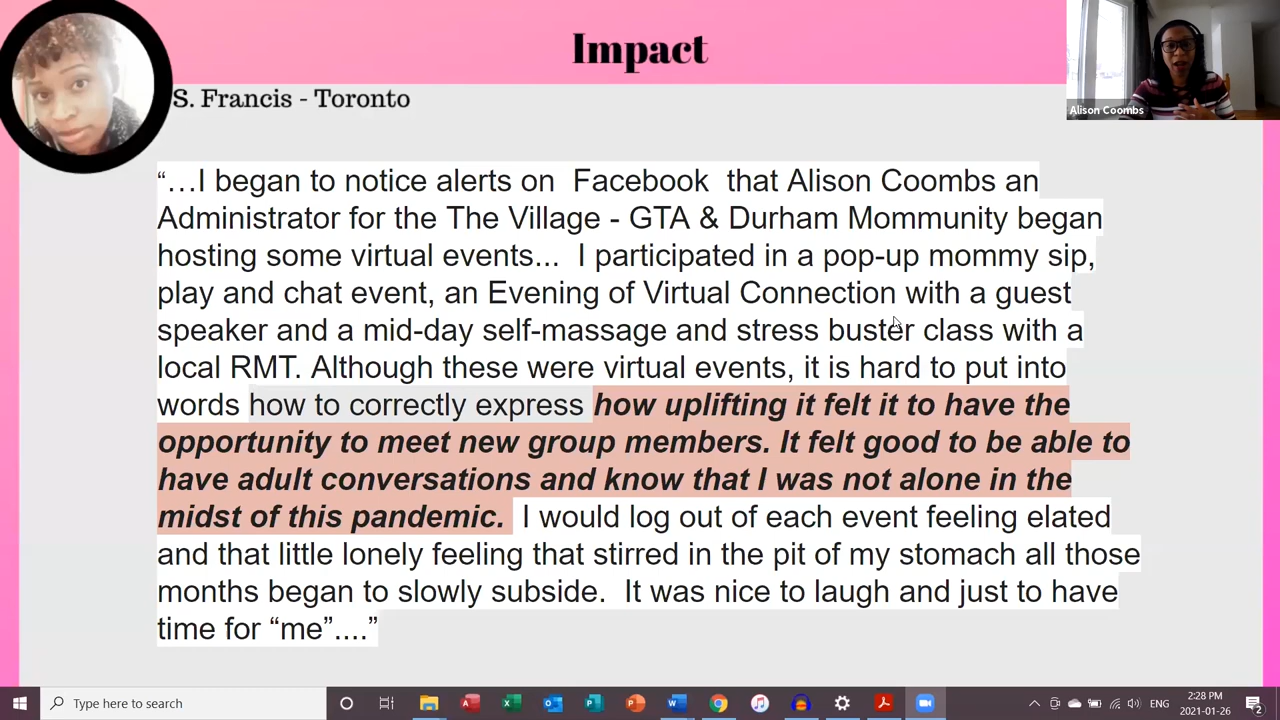 Impact
S. Francis - Toronto
Alison Coombs
“…I began to notice alerts on Facebook that Alison Coombs an
Administrator for the The Village - GTA & Durham Mommunity began
hosting some virtual events... I participated in a pop-up mommy sip,
play and chat event, an Evening of Virtual Connection with a guest
speaker and a mid-day self-massage and stress buster class with a
local RMT. Although these were virtual events, it is hard to put into
words how to correctly express how uplifting it felt it to have the
opportunity to meet new group members. It felt good to be able to
have adult conversations and know that I was not alone in the
midst of this pandemic. I would log out of each event feeling elated
and that little lonely feeling that stirred in the pit of my stomach all those
months began to slowly subside. It was nice to laugh and just to have
time for “me”....”
Type here to search
ENG
2:28 PM
2021-01-26
2